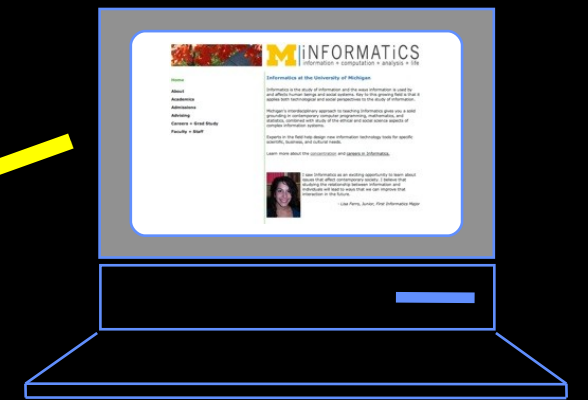 M iNFORMATiCS
information + computation + analysis + life
Home
About
Academics
Admissions
Advising
Careers + Grad Study
Faculty + Staff
Informatics at the University of Michigan
Informatics is the study of information and the ways information is used by
and affects human beings and social systems. Key to this growing field is that it
applies both technological and social perspectives to the study of information.
Michigan's interdisciplinary approach to teaching Informatics gives you a solid
grounding in contemporary computer programming, mathematics, and
statistics, combined with study of the ethical and social science aspects of
complex information systems.
Experts in the field help design new information technology tools for specific
scientific, business, and cultural needs.
Learn more about the concentration and careers in Informatics.
I see Informatics as an exciting opportunity to learn about
issues that affect contemporary society. I believe that
studying the relationship between information and
individuals will lead to ways that we can improve that
interaction in the future.
- Lisa Ferro, Junior, First Informatics Major